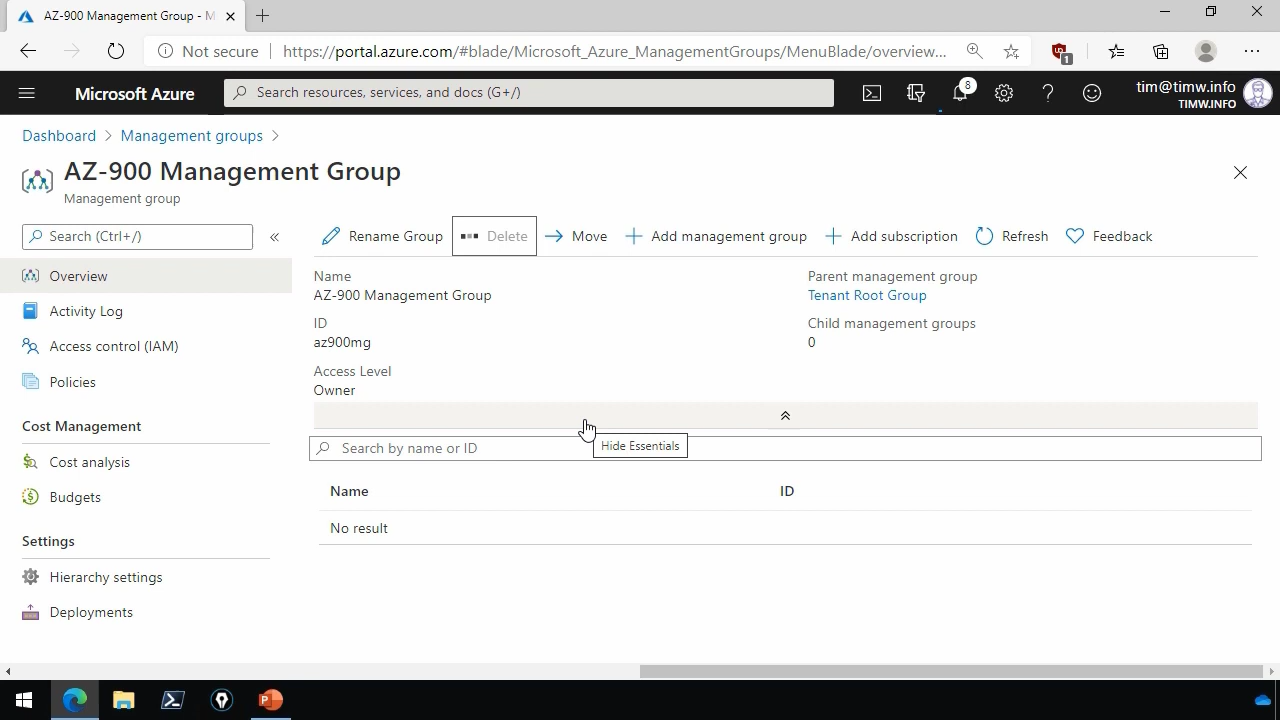 AZ-900 Management Group - M
Not secure
https://portal.azure.com/#blade/Microsoft_Azure_ManagementGroups/MenuBlade/overview...
1
Microsoft Azure
Search resources, services, and docs (G+/)
8
tim@timw.info
TIMW.INFO
Dashboard > Management groups >
AZ-900 Management Group
Management group
Search (Ctrl+/)
«
Overview
Activity Log
Access control (IAM)
Policies
Cost Management
Cost analysis
Budgets
Settings
Hierarchy settings
Deployments
Rename Group
Delete
Move
Add management group
Add subscription
Refresh
Feedback
Name
AZ-900 Management Group
ID
az900mg
Access Level
Owner
Parent management group
Tenant Root Group
Child management groups
0
Hide Essentials
Search by name or ID
Name ID
No result